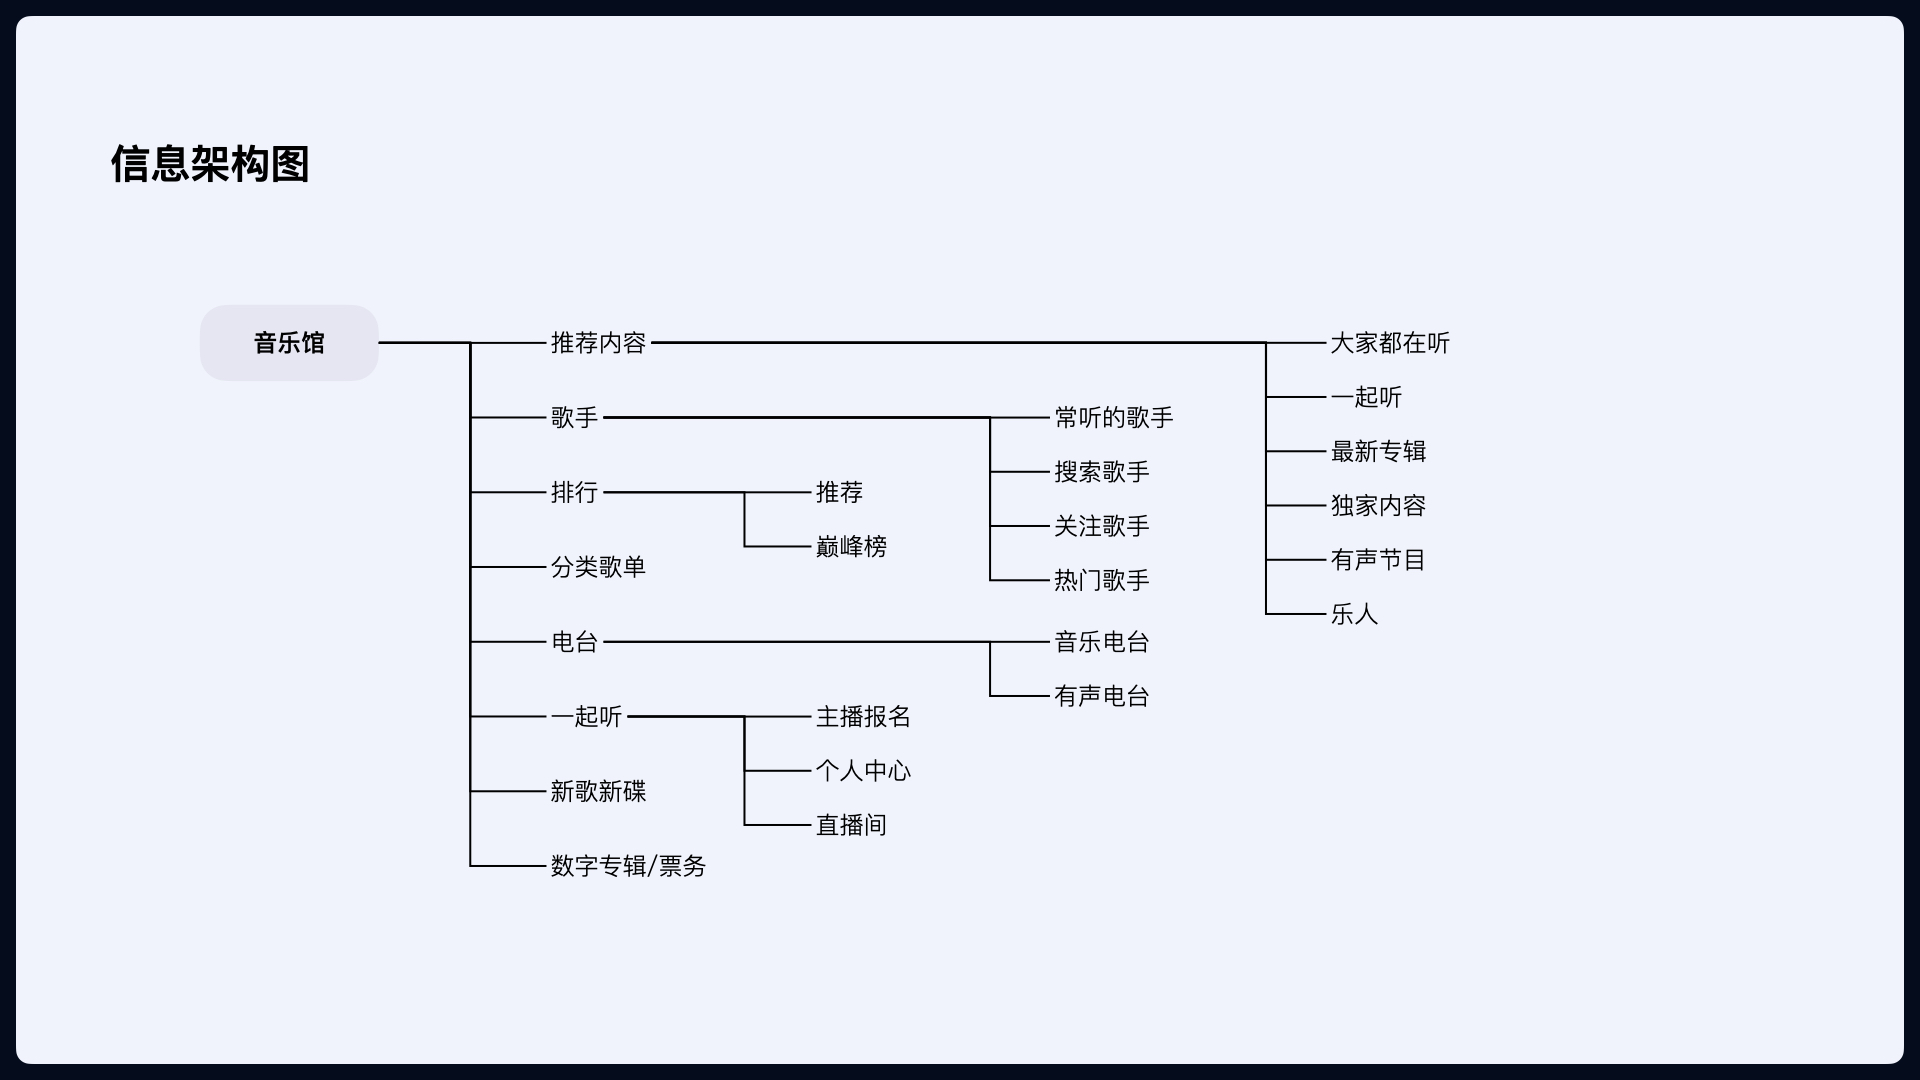 信息架构图
音乐馆
推荐内容
大家都在听
一起听
最新专辑
独家内容
有声节目
乐人
歌手
常听的歌手
搜索歌手
关注歌手
热门歌手
排行
推荐
巅峰榜
分类歌单
电台
音乐电台
有声电台
一起听
主播报名
个人中心
直播间
新歌新碟
数字专辑/票务